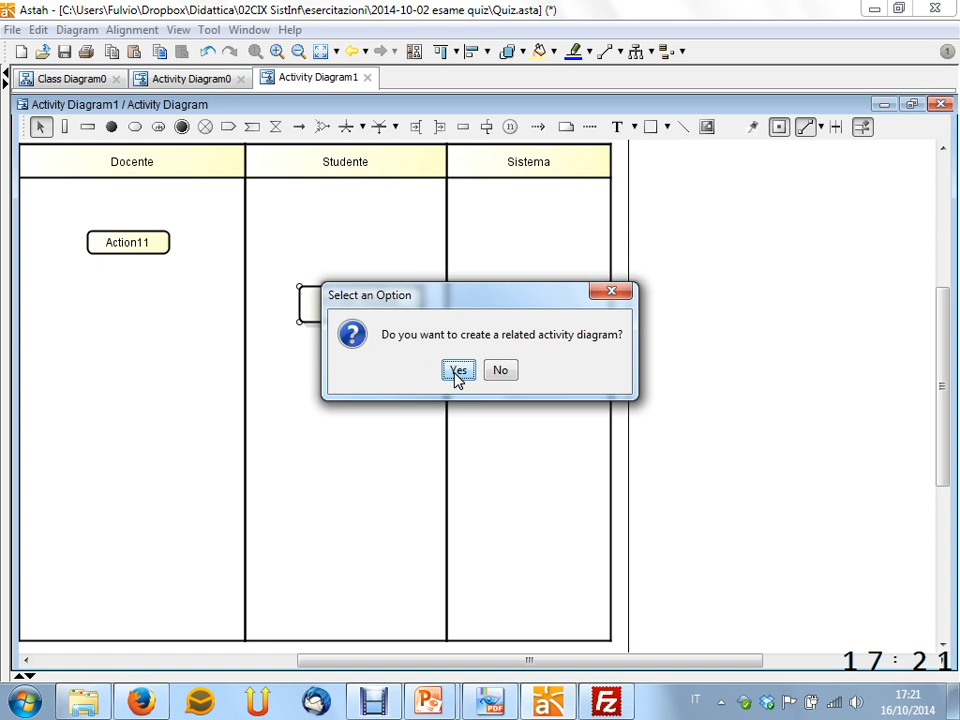 Astah - [C:\Users\Fulvio\Dropbox\Didattica\02CIX SistInf\esercitazioni\2014-10-02 esame quiz\Quiz.asta] (*)
File Edit Diagram Alignment View Tool Window Help
1
Class Diagram0 Activity Diagram0 Activity Diagram1
Activity Diagram1 / Activity Diagram
T
Docente Studente Sistema
Action11
Select an Option
Do you want to create a related activity diagram?
Yes No
17:21
IT 17:21
16/10/2014